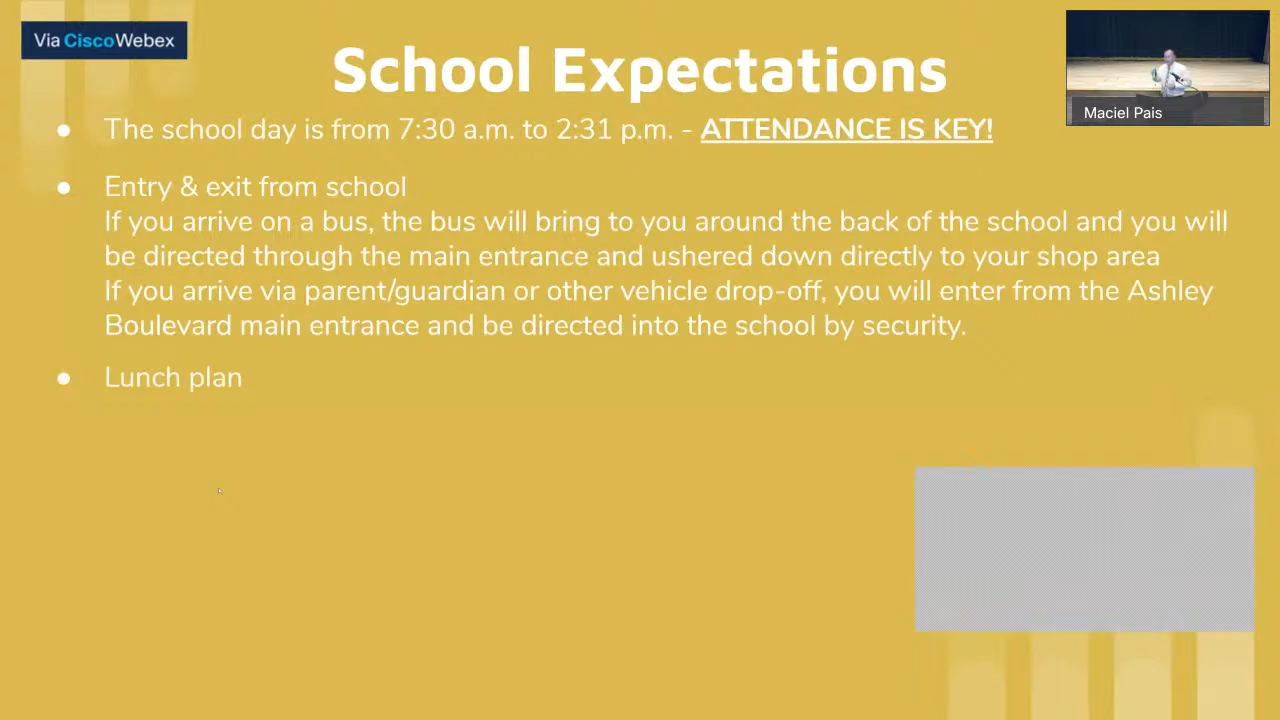 Via CiscoWebex
School Expectations
Maciel Pais
● The school day is from 7:30 a.m. to 2:31 p.m. - ATTENDANCE IS KEY!
● Entry & exit from school
If you arrive on a bus, the bus will bring to you around the back of the school and you will
be directed through the main entrance and ushered down directly to your shop area
If you arrive via parent/guardian or other vehicle drop-off, you will enter from the Ashley
Boulevard main entrance and be directed into the school by security.
● Lunch plan